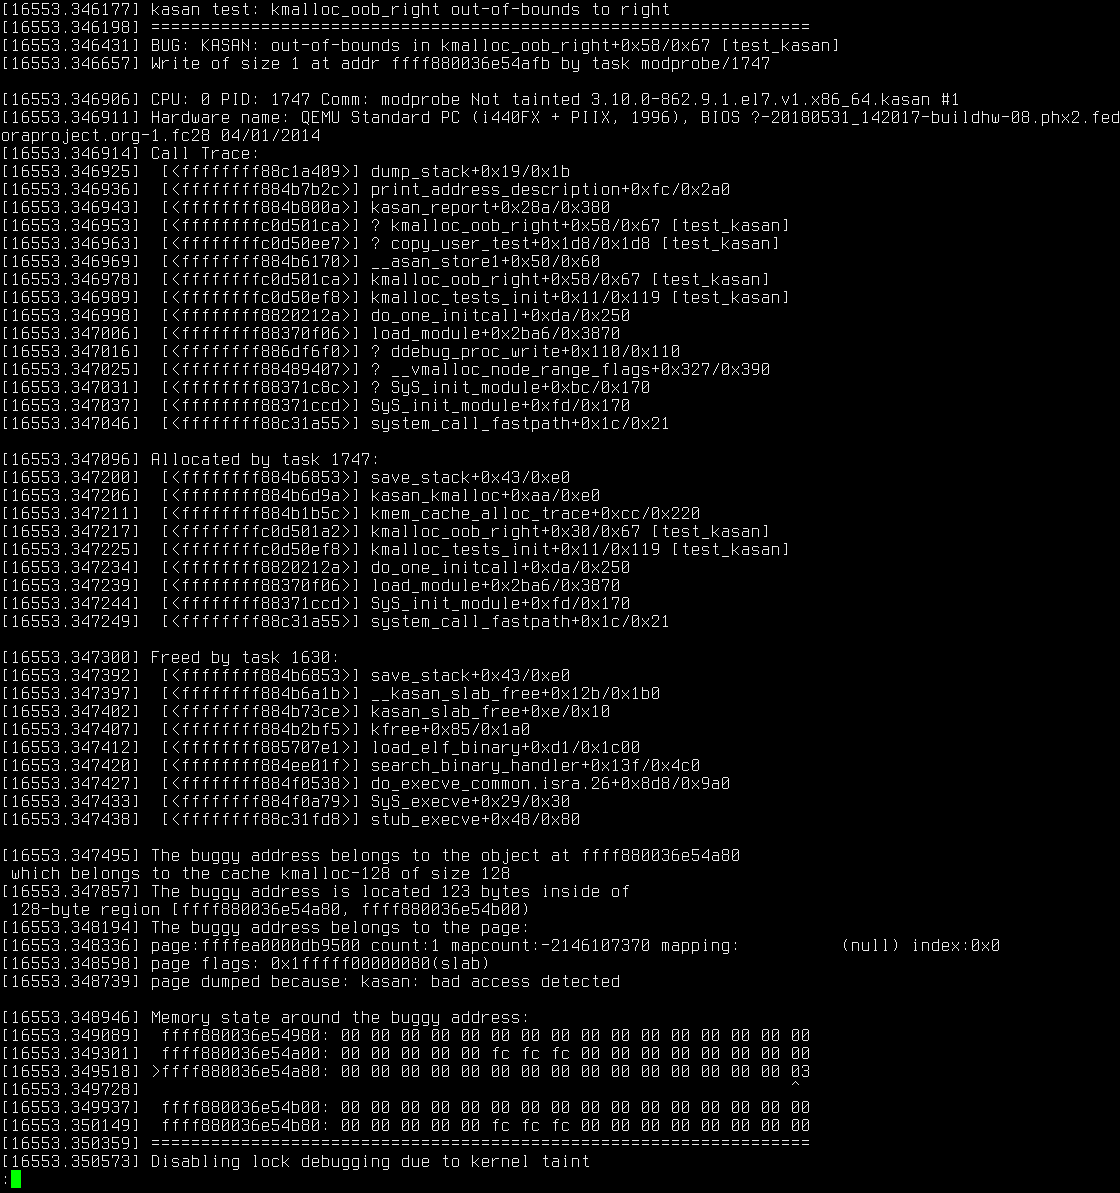 [16553.346177] kasan test: kmalloc_oob_right out-of-bounds to right
[16553.346198] ==================================================================
[16553.346431] BUG: KASAN: out-of-bounds in kmalloc_oob_right+0x58/0x67 [test_kasan]
[16553.346657] Write of size 1 at addr ffff880036e54afb by task modprobe/1747
[16553.346906] CPU: 0 PID: 1747 Comm: modprobe Not tainted 3.10.0-862.9.1.el7.v1.x86_64.kasan #1
[16553.346911] Hardware name: QEMU Standard PC (i440FX + PIIX, 1996), BIOS ?-20180531_142017-buildhw-08.phx2.fed
oraproject.org-1.fc28 04/01/2014
[16553.346914] Call Trace:
[16553.346925]  [<ffffffff88c1a409>] dump_stack+0x19/0x1b
[16553.346936]  [<ffffffff884b7b2c>] print_address_description+0xfc/0x2a0
[16553.346943]  [<ffffffff884b800a>] kasan_report+0x28a/0x380
[16553.346953]  [<ffffffffc0d501ca>] ? kmalloc_oob_right+0x58/0x67 [test_kasan]
[16553.346963]  [<ffffffffc0d50ee7>] ? copy_user_test+0x1d8/0x1d8 [test_kasan]
[16553.346969]  [<ffffffff884b6170>] __asan_store1+0x50/0x60
[16553.346978]  [<ffffffffc0d501ca>] kmalloc_oob_right+0x58/0x67 [test_kasan]
[16553.346989]  [<ffffffffc0d50ef8>] kmalloc_tests_init+0x11/0x119 [test_kasan]
[16553.346998]  [<ffffffff8820212a>] do_one_initcall+0xda/0x250
[16553.347006]  [<ffffffff88370f06>] load_module+0x2ba6/0x3870
[16553.347016]  [<ffffffff886df6f0>] ? ddebug_proc_write+0x110/0x110
[16553.347025]  [<ffffffff88489407>] ? __vmalloc_node_range_flags+0x327/0x390
[16553.347031]  [<ffffffff88371c8c>] ? SyS_init_module+0xbc/0x170
[16553.347037]  [<ffffffff88371ccd>] SyS_init_module+0xfd/0x170
[16553.347046]  [<ffffffff88c31a55>] system_call_fastpath+0x1c/0x21
[16553.347096] Allocated by task 1747:
[16553.347200]  [<ffffffff884b6853>] save_stack+0x43/0xe0
[16553.347206]  [<ffffffff884b6d9a>] kasan_kmalloc+0xaa/0xe0
[16553.347211]  [<ffffffff884b1b5c>] kmem_cache_alloc_trace+0xcc/0x220
[16553.347217]  [<ffffffffc0d501a2>] kmalloc_oob_right+0x30/0x67 [test_kasan]
[16553.347225]  [<ffffffffc0d50ef8>] kmalloc_tests_init+0x11/0x119 [test_kasan]
[16553.347234]  [<ffffffff8820212a>] do_one_initcall+0xda/0x250
[16553.347239]  [<ffffffff88370f06>] load_module+0x2ba6/0x3870
[16553.347244]  [<ffffffff88371ccd>] SyS_init_module+0xfd/0x170
[16553.347249]  [<ffffffff88c31a55>] system_call_fastpath+0x1c/0x21
[16553.347300] Freed by task 1630:
[16553.347392]  [<ffffffff884b6853>] save_stack+0x43/0xe0
[16553.347397]  [<ffffffff884b6a1b>] __kasan_slab_free+0x12b/0x1b0
[16553.347402]  [<ffffffff884b73ce>] kasan_slab_free+0xe/0x10
[16553.347407]  [<ffffffff884b2bf5>] kfree+0x85/0x1a0
[16553.347412]  [<ffffffff885707e1>] load_elf_binary+0xd1/0x1c00
[16553.347420]  [<ffffffff884ee01f>] search_binary_handler+0x13f/0x4c0
[16553.347427]  [<ffffffff884f0538>] do_execve_common.isra.26+0x8d8/0x9a0
[16553.347433]  [<ffffffff884f0a79>] SyS_execve+0x29/0x30
[16553.347438]  [<ffffffff88c31fd8>] stub_execve+0x48/0x80
[16553.347495] The buggy address belongs to the object at ffff880036e54a80
 which belongs to the cache kmalloc-128 of size 128
[16553.347857] The buggy address is located 123 bytes inside of
 128-byte region [ffff880036e54a80, ffff880036e54b00)
[16553.348194] The buggy address belongs to the page:
[16553.348336] page:ffffea0000db9500 count:1 mapcount:-2146107370 mapping:          (null) index:0x0
[16553.348598] page flags: 0x1fffff00000080(slab)
[16553.348739] page dumped because: kasan: bad access detected
[16553.348946] Memory state around the buggy address:
[16553.349089]  ffff880036e54980: 00 00 00 00 00 00 00 00 00 00 00 00 00 00 00 00
[16553.349301]  ffff880036e54a00: 00 00 00 00 00 fc fc fc 00 00 00 00 00 00 00 00
[16553.349518] >ffff880036e54a80: 00 00 00 00 00 00 00 00 00 00 00 00 00 00 00 03
[16553.349728]                                                                 ^
[16553.349937]  ffff880036e54b00: 00 00 00 00 00 00 00 00 00 00 00 00 00 00 00 00
[16553.350149]  ffff880036e54b80: 00 00 00 00 00 fc fc fc 00 00 00 00 00 00 00 00
[16553.350359] ==================================================================
[16553.350573] Disabling lock debugging due to kernel taint
: